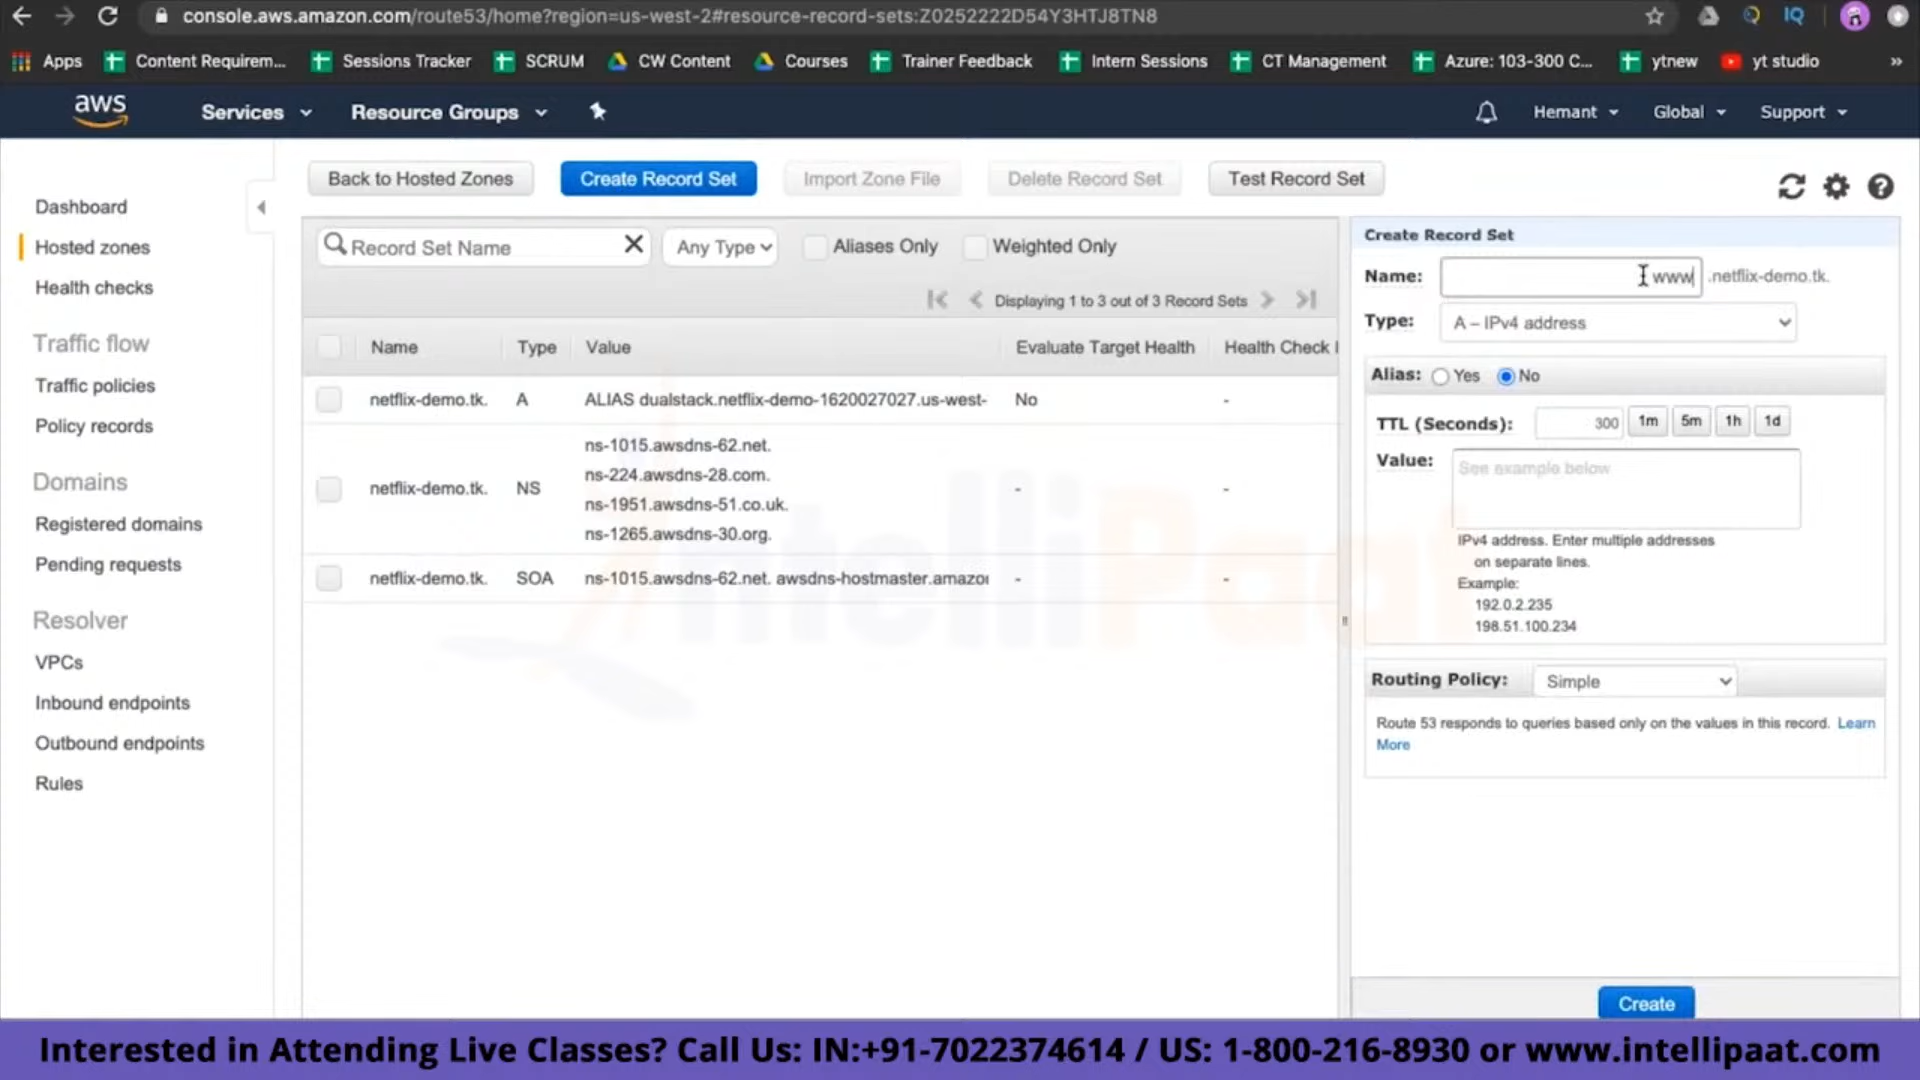 console.aws.amazon.com/route53/home?region=us-west-2#resource-record-sets:Z0252222D54Y3HTJ8TN8
IQ
Apps
Content Requirem...
Sessions Tracker
SCRUM
CW Content
Courses
Trainer Feedback
Intern Sessions
CT Management
Azure: 103-300 C...
ytnew
yt studio
»
aws
Services
Resource Groups
Hemant
Global
Support
Dashboard
Hosted zones
Health checks
Traffic flow
Traffic policies
Policy records
Domains
Registered domains
Pending requests
Resolver
VPCs
Inbound endpoints
Outbound endpoints
Rules
Back to Hosted Zones
Create Record Set
Import Zone File
Delete Record Set
Test Record Set
Record Set Name
Any Type
Aliases Only
Weighted Only
Displaying 1 to 3 out of 3 Record Sets
Name Type Value Evaluate Target Health Health Check I
netflix-demo.tk. A ALIAS dualstack.netflix-demo-1620027027.us-west- No -
ns-1015.awsdns-62.net.
ns-224.awsdns-28.com.
netflix-demo.tk. NS - -
ns-1951.awsdns-51.co.uk.
ns-1265.awsdns-30.org.
netflix-demo.tk. SOA ns-1015.awsdns-62.net. awsdns-hostmaster.amazon - -
IntelliPaat
Create Record Set
Name: www .netflix-demo.tk.
Type: A – IPv4 address
Alias: Yes No
TTL (Seconds): 300 1m 5m 1h 1d
Value: See example below
IPv4 address. Enter multiple addresses
on separate lines.
Example:
192.0.2.235
198.51.100.234
Routing Policy: Simple
Route 53 responds to queries based only on the values in this record. Learn
More
Create
Interested in Attending Live Classes? Call Us: IN:+91-7022374614 / US: 1-800-216-8930 or www.intellipaat.com